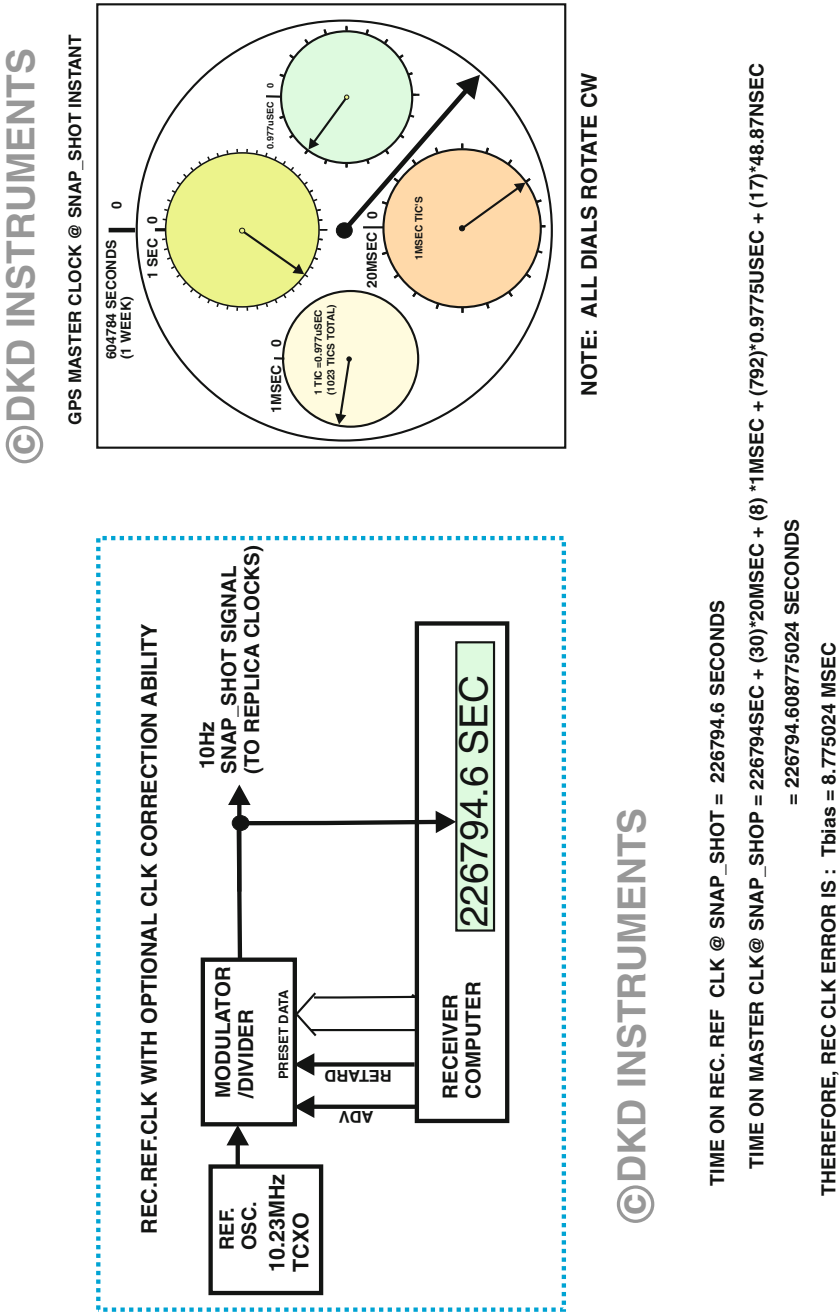 ©DKD INSTRUMENTS
GPS MASTER CLOCK @ SNAP_SHOT INSTANT
604784 SECONDS 0
(1 WEEK)
1 SEC 0
0.977uSEC 0
1MSEC 0
1 TIC =0.977uSEC
(1023 TICS TOTAL)
20MSEC 0
1MSEC TIC'S
NOTE: ALL DIALS ROTATE CW
REC.REF.CLK WITH OPTIONAL CLK CORRECTION ABILITY
REF.
OSC.
10.23MHz
TCXO
MODULATOR
/DIVIDER
PRESET DATA
10Hz
SNAP_SHOT SIGNAL
(TO REPLICA CLOCKS)
ADV
RETARD
RECEIVER
COMPUTER
226794.6 SEC
©DKD INSTRUMENTS
TIME ON REC. REF CLK @ SNAP_SHOT = 226794.6 SECONDS
TIME ON MASTER CLK@ SNAP_SHOP = 226794SEC + (30)*20MSEC + (8) *1MSEC + (792)*0.9775USEC + (17)*48.87NSEC
= 226794.608775024 SECONDS
THEREFORE, REC CLK ERROR IS : Tbias = 8.775024 MSEC